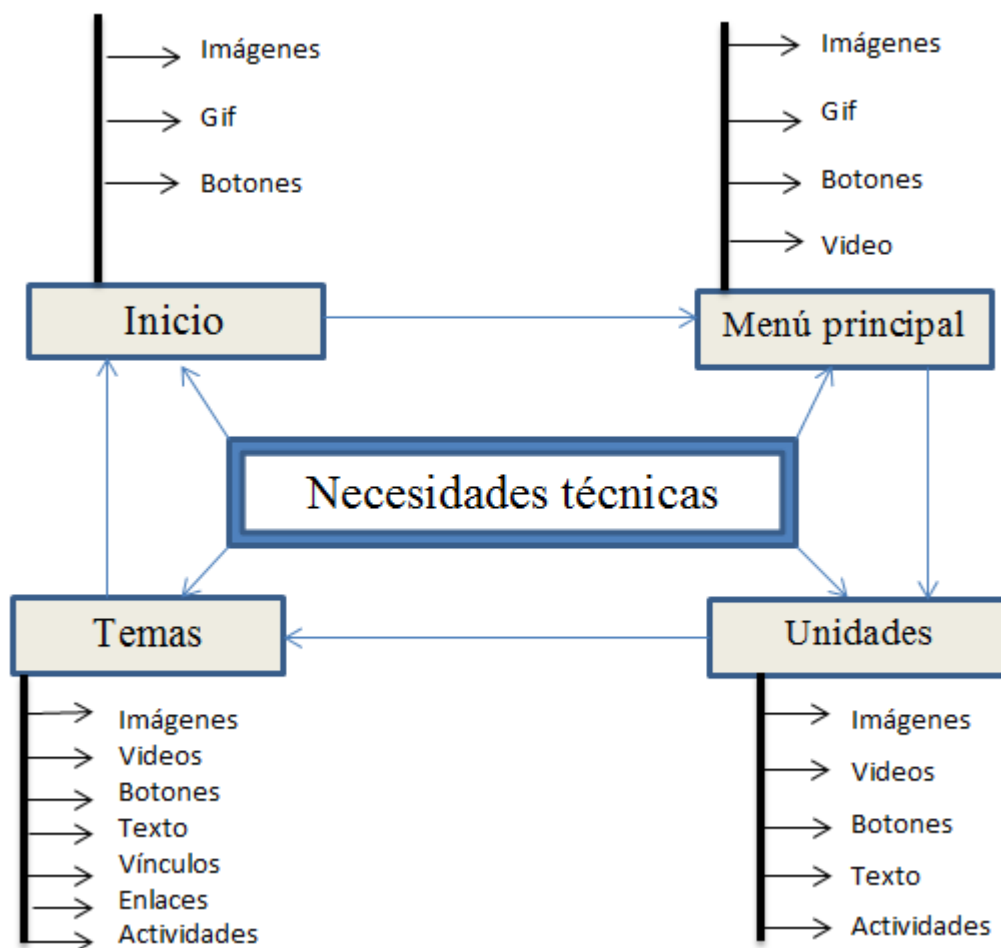 Imágenes
Gif
Botones
Inicio
Imágenes
Gif
Botones
Video
Menú principal
Necesidades técnicas
Temas
Imágenes
Videos
Botones
Texto
Vínculos
Enlaces
Actividades
Unidades
Imágenes
Videos
Botones
Texto
Actividades